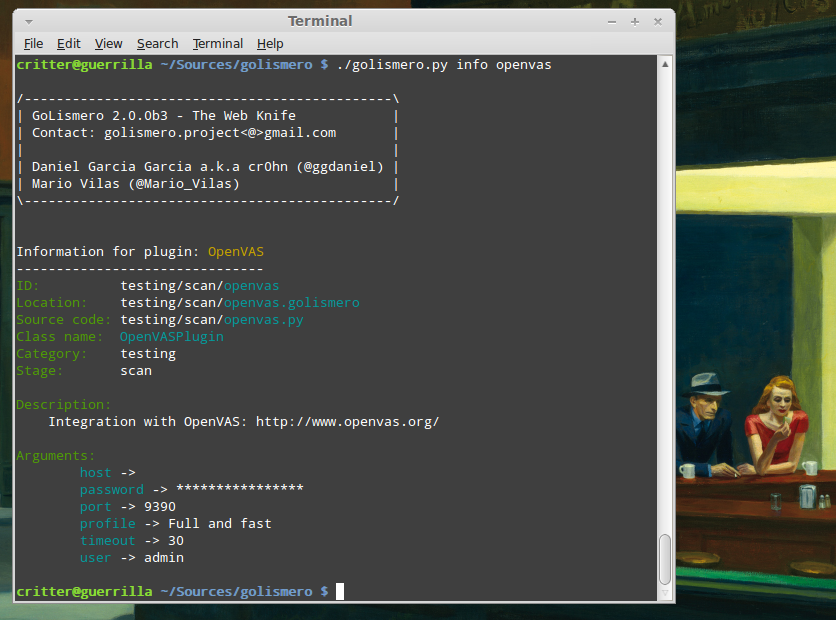 Terminal
File Edit View Search Terminal Help
critter@guerrilla ~/Sources/golismero $ ./golismero.py info openvas
/----------------------------------------------\
| GoLismero 2.0.0b3 - The Web Knife |
| Contact: golismero.project<@>gmail.com |
| |
| Daniel Garcia Garcia a.k.a cr0hn (@ggdaniel) |
| Mario Vilas (@Mario_Vilas) |
\----------------------------------------------/
Information for plugin: OpenVAS
-------------------------------
ID: testing/scan/openvas
Location: testing/scan/openvas.golismero
Source code: testing/scan/openvas.py
Class name: OpenVASPlugin
Category: testing
Stage: scan
Description:
Integration with OpenVAS: http://www.openvas.org/
Arguments:
host ->
password -> ****************
port -> 9390
profile -> Full and fast
timeout -> 30
user -> admin
critter@guerrilla ~/Sources/golismero $